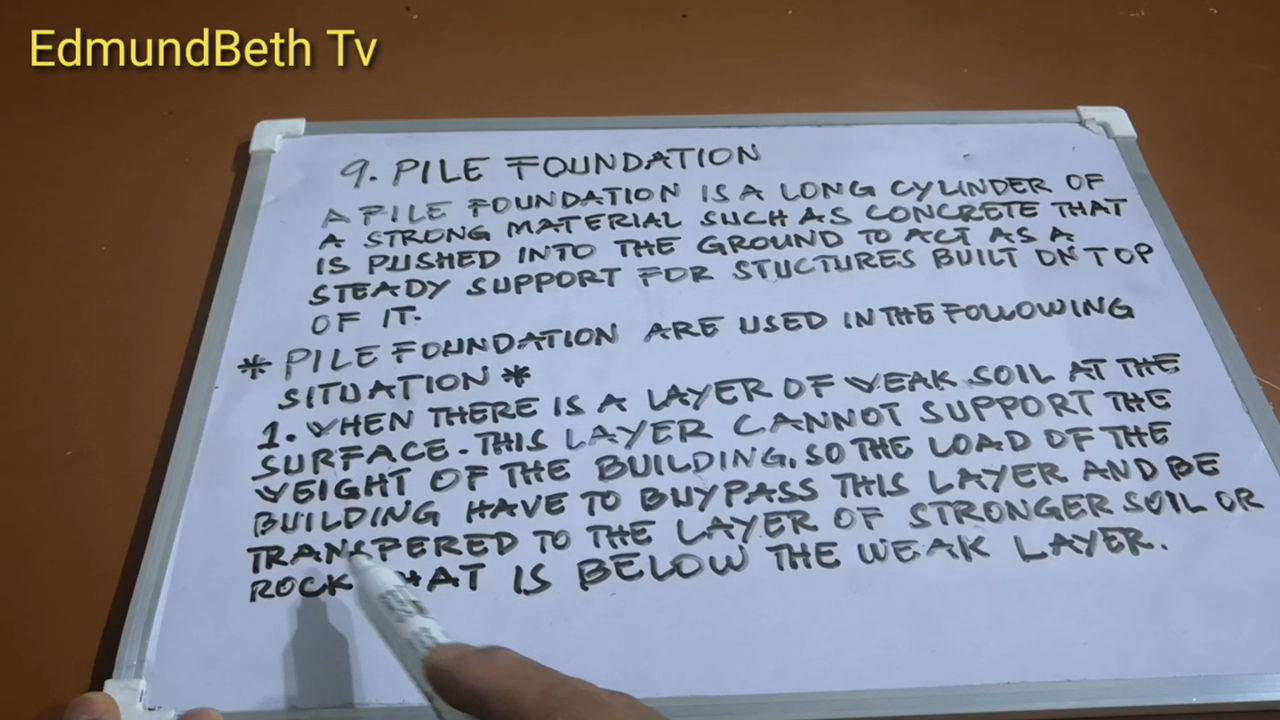 EdmundBeth Tv
9. PILE FOUNDATION
A PILE FOUNDATION IS A LONG CYLINDER OF
A STRONG MATERIAL SUCH AS CONCRETE THAT
IS PUSHED INTO THE GROUND TO ACT AS A
STEADY SUPPORT FOR STUCTURES BUILT ON TOP
OF IT.
* PILE FOUNDATION ARE USED IN THE FOLLOWING
SITUATION *
1. WHEN THERE IS A LAYER OF WEAK SOIL AT THE
SURFACE. THIS LAYER CANNOT SUPPORT THE
WEIGHT OF THE BUILDING, SO THE LOAD OF THE
BUILDING HAVE TO BUYPASS THIS LAYER AND BE
TRANSPERED TO THE LAYER OF STRONGER SOIL OR
ROCK THAT IS BELOW THE WEAK LAYER.